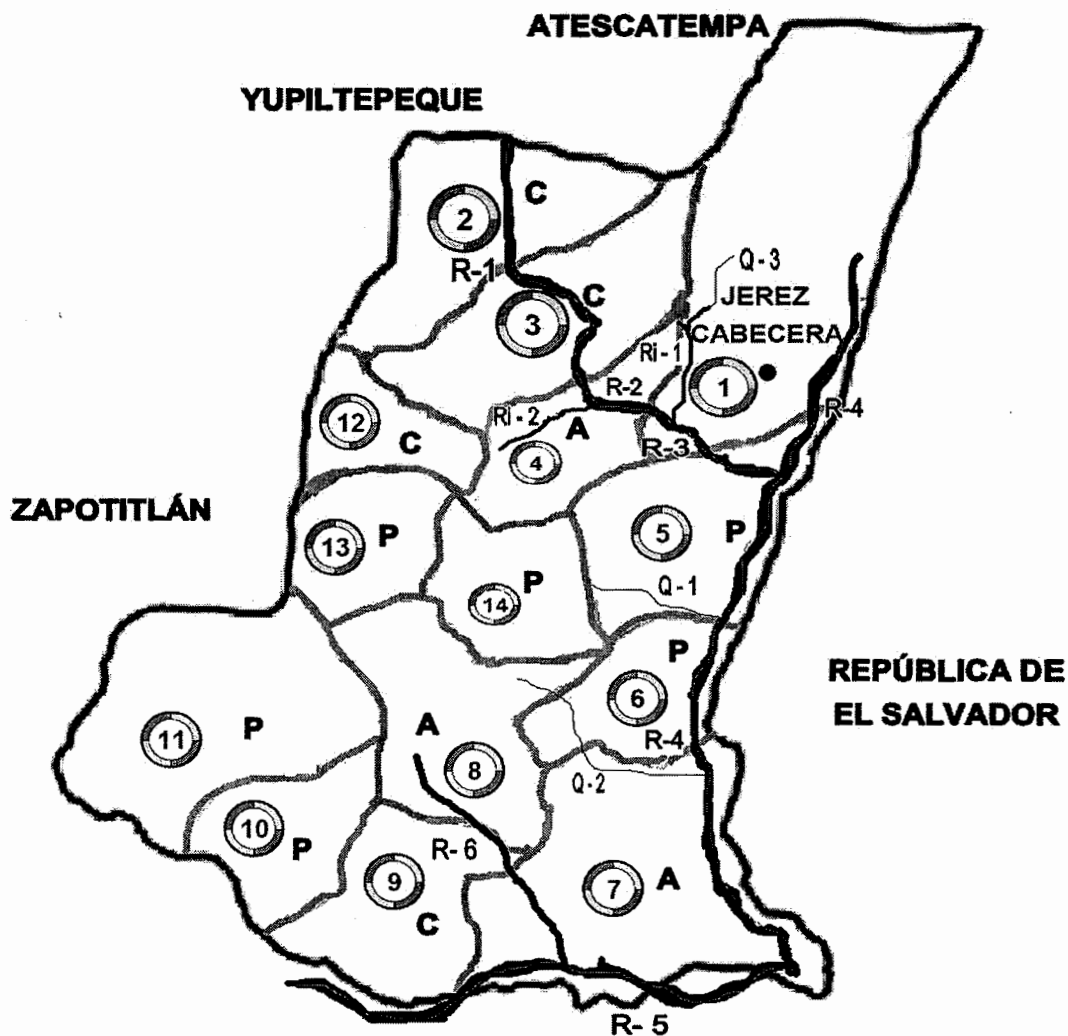 ATESCATEMPA
YUPILTEPEQUE
C
2
R-1
Q-3
C
JEREZ
3
CABECERA
Ri-1
1
R-2
R-4
12
Ri-2
A
C
R-3
4
ZAPOTITLÁN
13
P
5
P
14
P
Q-1
P
REPÚBLICA DE
EL SALVADOR
6
11
P
A
R-4
8
Q-2
10
P
R-6
9
C
7
A
R-5